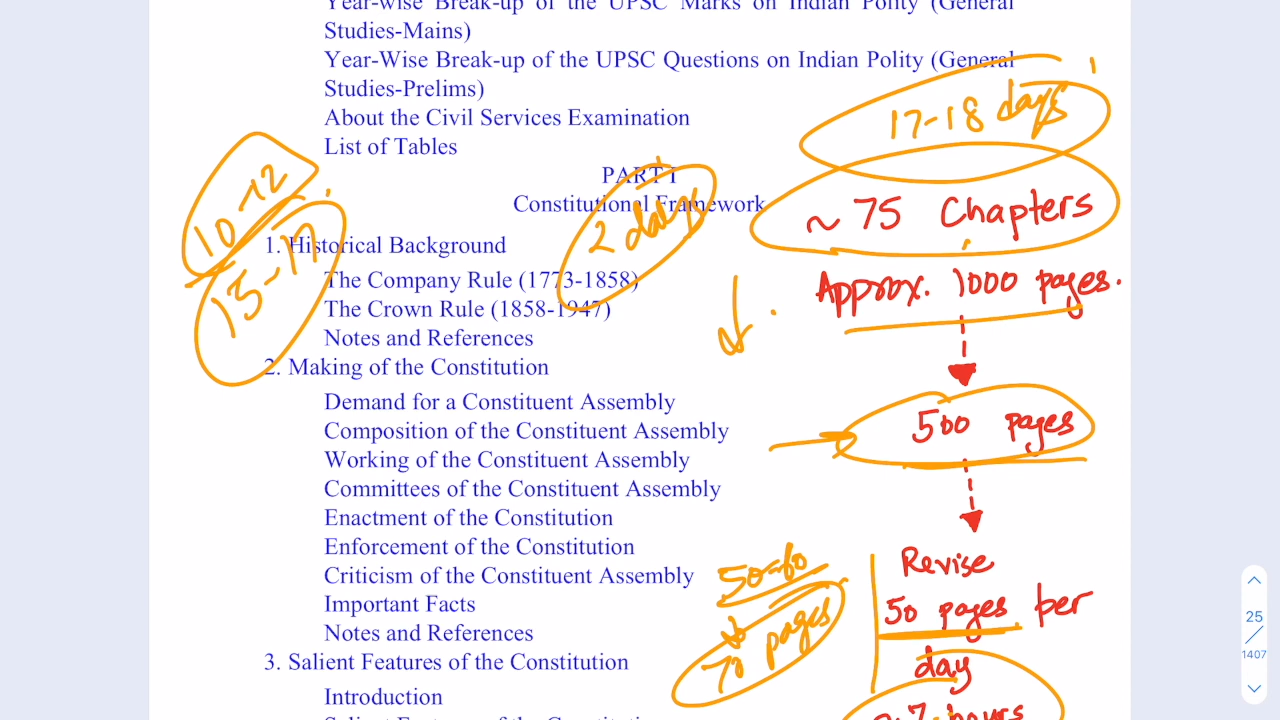 Year-wise Break-up of the UPSC Marks on Indian Polity (General
Studies-Mains)
Year-Wise Break-up of the UPSC Questions on Indian Polity (General
Studies-Prelims)
About the Civil Services Examination
List of Tables
PART I
Constitutional Framework
1. Historical Background
The Company Rule (1773-1858)
The Crown Rule (1858-1947)
Notes and References
2. Making of the Constitution
Demand for a Constituent Assembly
Composition of the Constituent Assembly
Working of the Constituent Assembly
Committees of the Constituent Assembly
Enactment of the Constitution
Enforcement of the Constitution
Criticism of the Constituent Assembly
Important Facts
Notes and References
3. Salient Features of the Constitution
Introduction
17-18 days
~ 75 Chapters
Approx. 1000 pages.
500 pages
Revise
50 pages per
day
hours
10-12
15-17
2 days
50-60
70 pages
25
1407